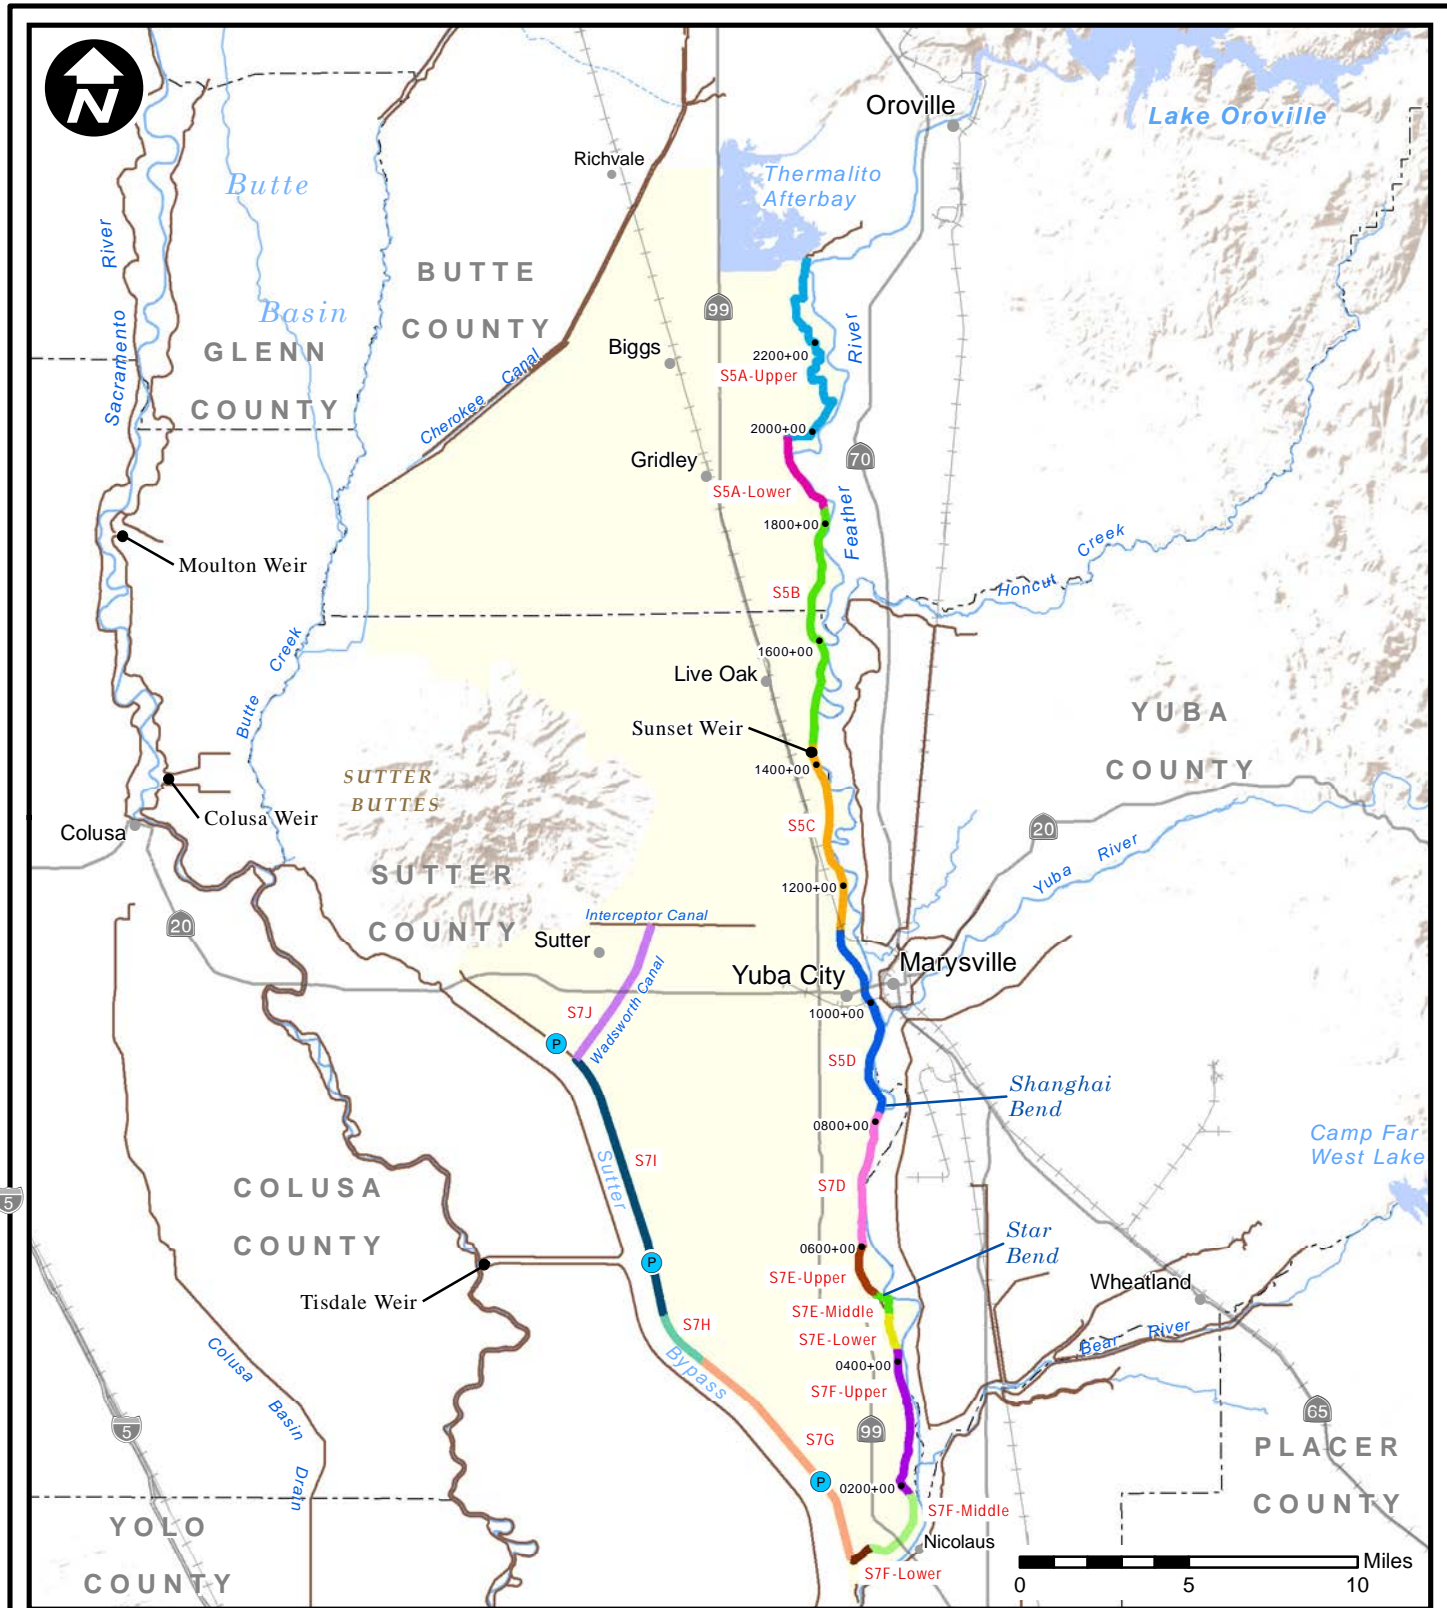 N
Oroville
Lake Oroville
Richvale
Thermalito
Afterbay
Butte
Basin
River
Sacramento
BUTTE
COUNTY
GLENN
COUNTY
99
Biggs
Cherokee Canal
2200+00
S5A-Upper
River
Feather
2000+00
Gridley
70
S5A-Lower
1800+00
Moulton Weir
Honcut Creek
S5B
1600+00
Live Oak
Butte Creek
YUBA
COUNTY
Sunset Weir
1400+00
SUTTER
BUTTES
Colusa Weir
Colusa
S5C
20
Yuba River
SUTTER
COUNTY
1200+00
Interceptor Canal
20
Sutter
Wadsworth Canal
Yuba City
Marysville
S7J
1000+00
P
S5D
Shanghai
Bend
0800+00
Camp Far
West Lake
S7I
Sutter
S7D
COLUSA
COUNTY
5
Star
Bend
0600+00
P
S7E-Upper
Wheatland
Tisdale Weir
S7E-Middle
S7H
S7E-Lower
Bear River
Bypass
0400+00
Colusa Basin Drain
S7F-Upper
5
S7G
99
65
PLACER
COUNTY
P
0200+00
S7F-Middle
YOLO
COUNTY
Nicolaus
S7F-Lower
Miles
0 5 10